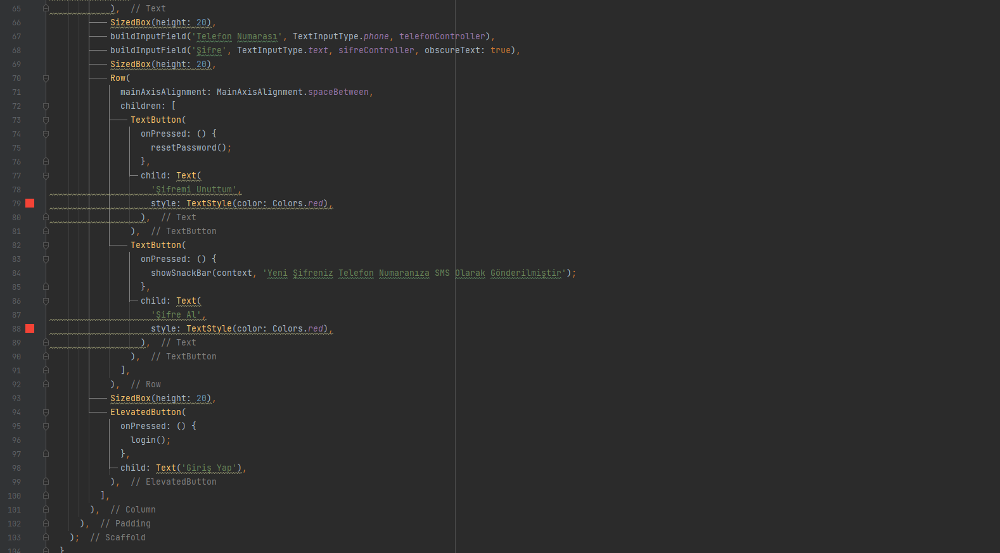 65 ), // Text
66 SizedBox(height: 20),
67 buildInputField('Telefon Numarası', TextInputType.phone, telefonController),
68 buildInputField('Şifre', TextInputType.text, sifreController, obscureText: true),
69 SizedBox(height: 20),
70 Row(
71 mainAxisAlignment: MainAxisAlignment.spaceBetween,
72 children: [
73 TextButton(
74 onPressed: () {
75 resetPassword();
76 },
77 child: Text(
78 'Şifremi Unuttum',
79 style: TextStyle(color: Colors.red),
80 ), // Text
81 ), // TextButton
82 TextButton(
83 onPressed: () {
84 showSnackBar(context, 'Yeni Şifreniz Telefon Numaranıza SMS Olarak Gönderilmiştir');
85 },
86 child: Text(
87 'Şifre Al',
88 style: TextStyle(color: Colors.red),
89 ), // Text
90 ), // TextButton
91 ],
92 ), // Row
93 SizedBox(height: 20),
94 ElevatedButton(
95 onPressed: () {
96 login();
97 },
98 child: Text('Giriş Yap'),
99 ), // ElevatedButton
100 ],
101 ), // Column
102 ), // Padding
103 ); // Scaffold
104 }